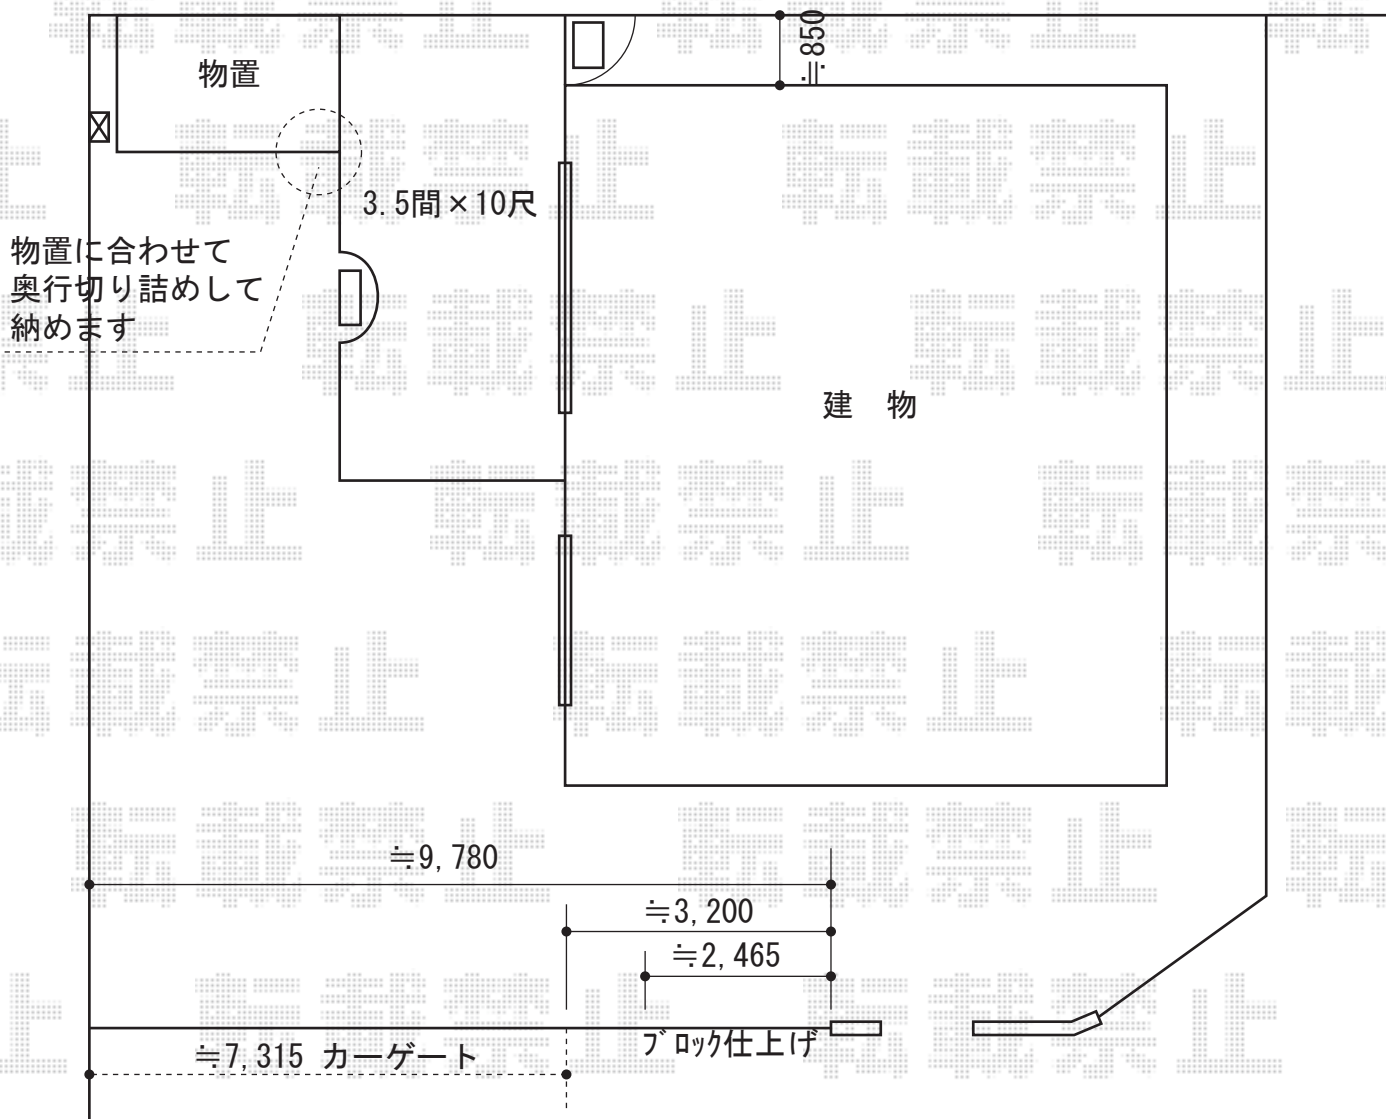 物置
≒850
3.5間×10尺
物置に合わせて
奥行切り詰めして
納めます
建 物
≒9,780
≒3,200
≒2,465
ブロック仕上げ
≒7,315 カーゲート
転載禁止